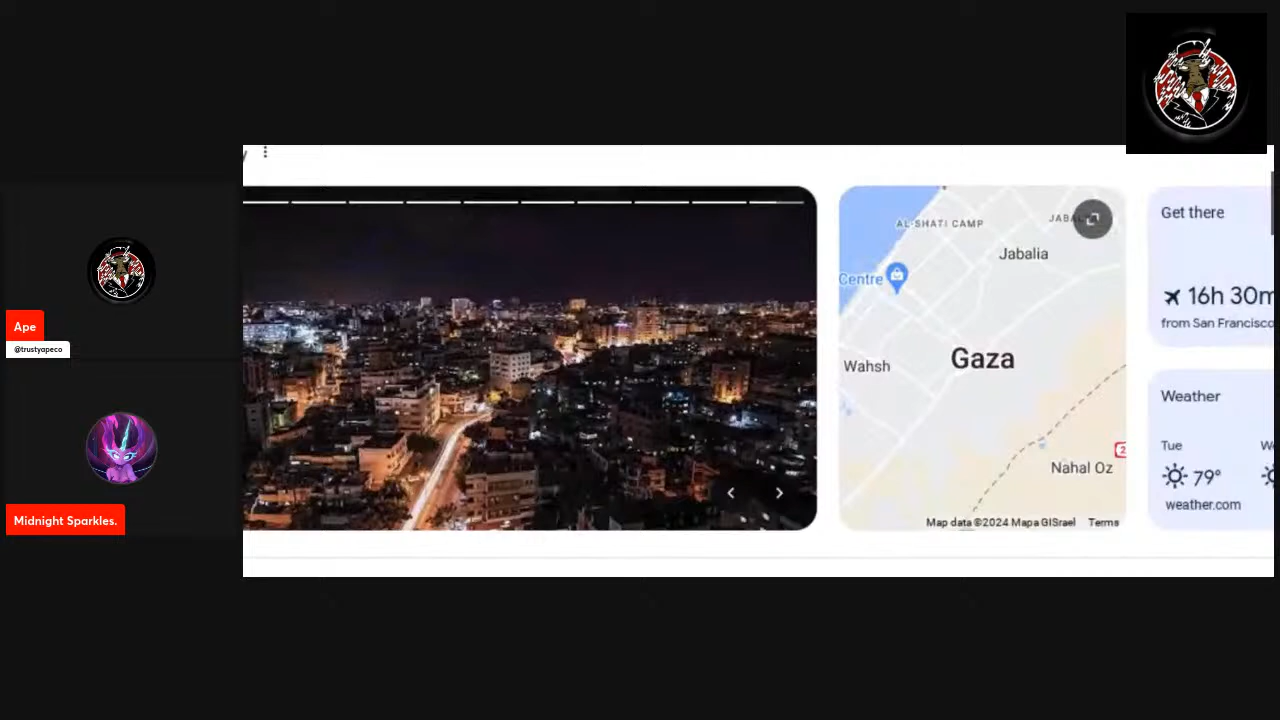 Ape
@trustyapeco
Midnight Sparkles.
AL-SHATI CAMP
Jabalia
Centre
Wahsh
Gaza
Nahal Oz
2
Map data ©2024 Mapa GISrael Terms
Get there
16h 30m
from San Francisco
Weather
Tue
79°
weather.com